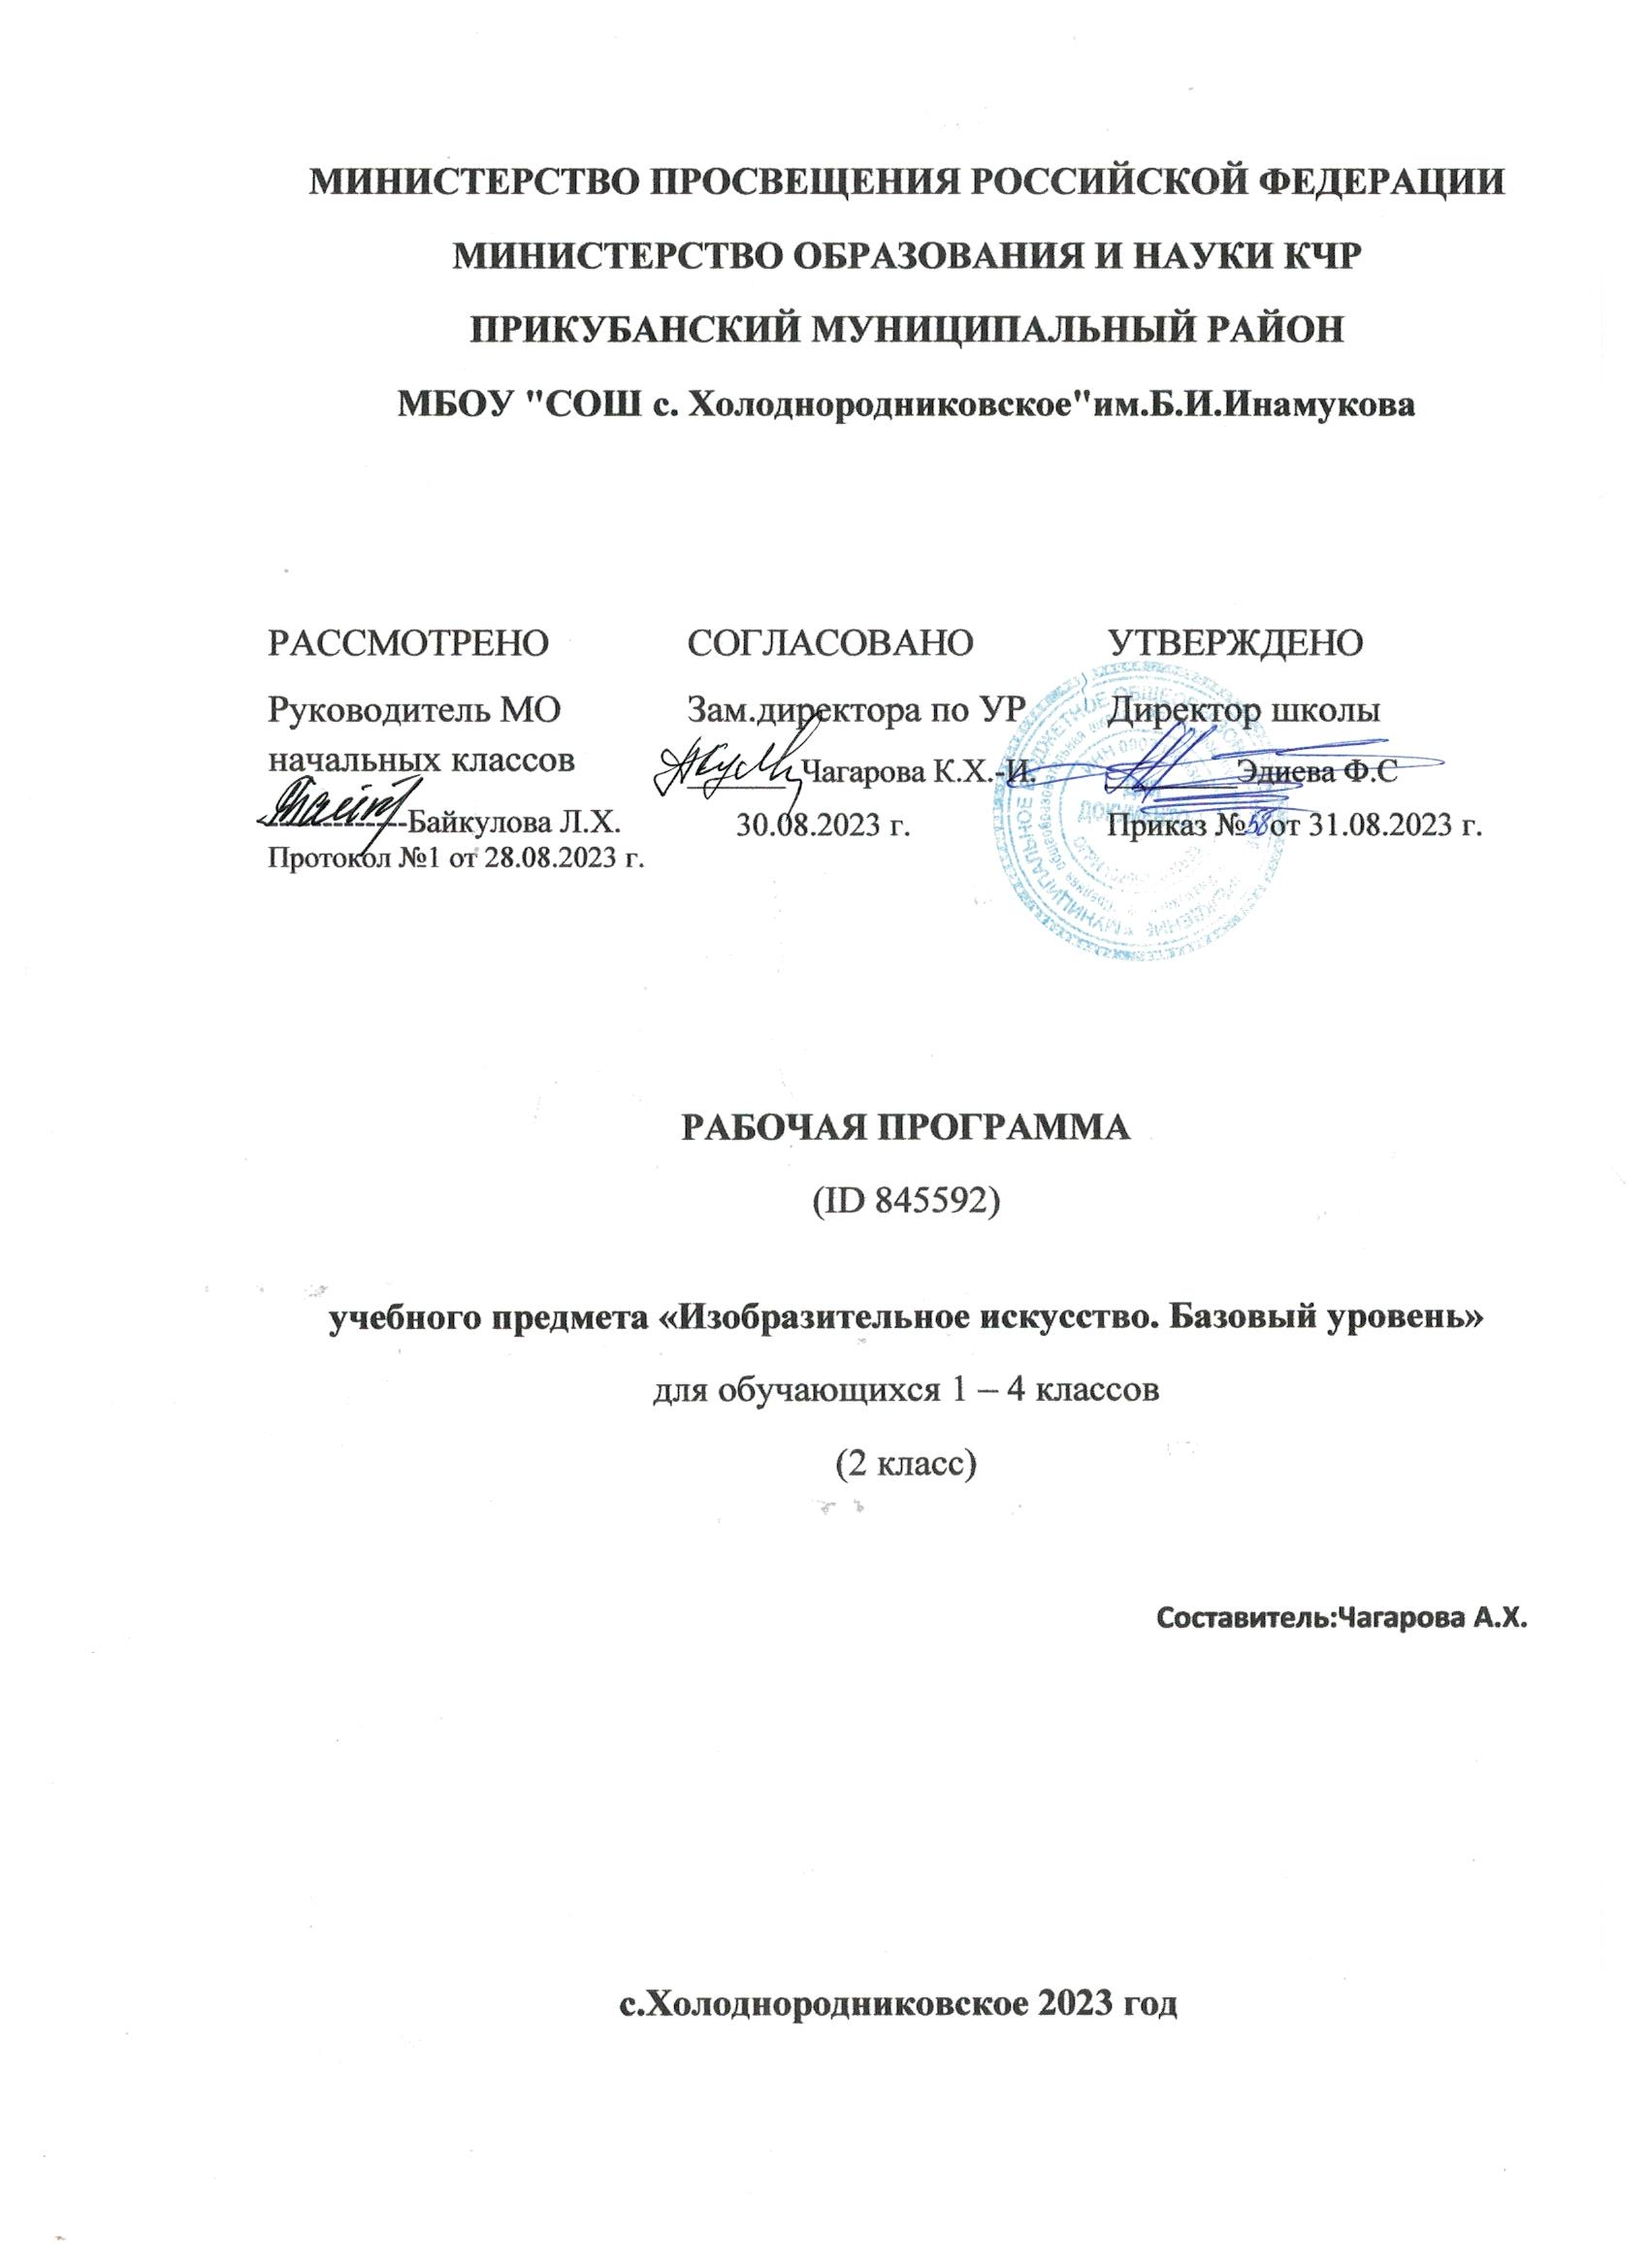 МИНИСТЕРСТВО ПРОСВЕЩЕНИЯ РОССИЙСКОЙ ФЕДЕРАЦИИ
МИНИСТЕРСТВО ОБРАЗОВАНИЯ И НАУКИ КЧР
ПРИКУБАНСКИЙ МУНИЦИПАЛЬНЫЙ РАЙОН
МБОУ "СОШ с. Холоднородниковское"им.Б.И.Инамукова
РАССМОТРЕНО
Руководитель МО
начальных классов
--------------Байкулова Л.Х.
Протокол №1 от 28.08.2023 г.
СОГЛАСОВАНО
Зам.директора по УР
_______Чагарова К.Х.-И.
30.08.2023 г.
УТВЕРЖДЕНО
Директор школы
_________Эдиева Ф.С
Приказ №58 от 31.08.2023 г.
РАБОЧАЯ ПРОГРАММА
(ID 845592)
учебного предмета «Изобразительное искусство. Базовый уровень»
для обучающихся 1 – 4 классов
(2 класс)
Составитель:Чагарова А.Х.
с.Холоднородниковское 2023 год